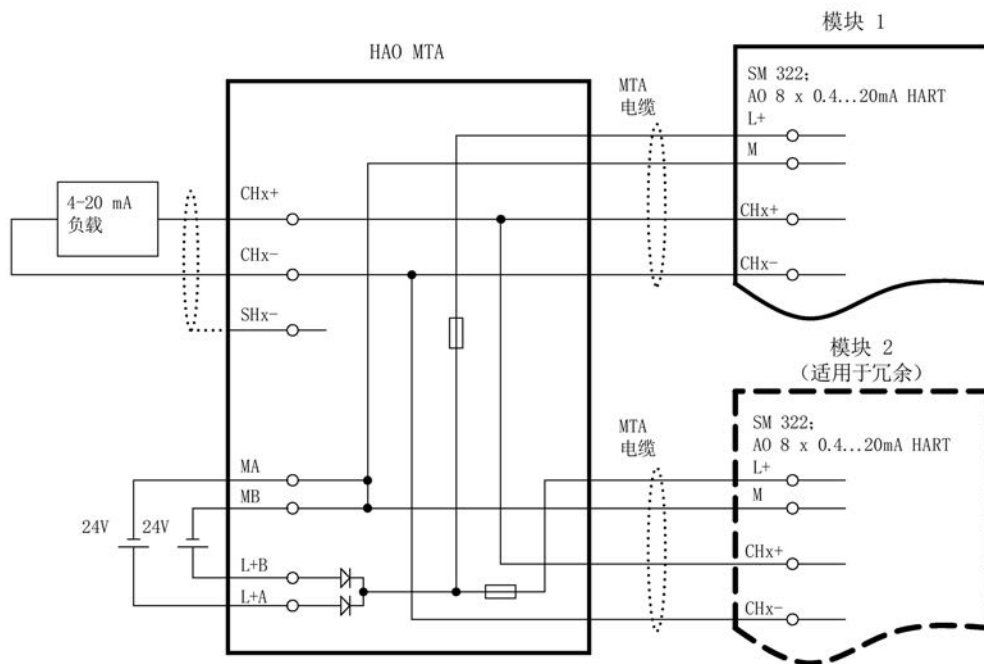 模块 1
HAO MTA
SM 322;
AO 8 x 0.4...20mA HART
MTA
电缆
L+
M
4-20 mA
负载
CHx+
CHx+
CHx-
CHx-
SHx-
模块 2
（适用于冗余）
MTA
电缆
SM 322;
AO 8 x 0.4...20mA HART
MA
L+
MB
M
24V
24V
CHx+
L+B
L+A
CHx-